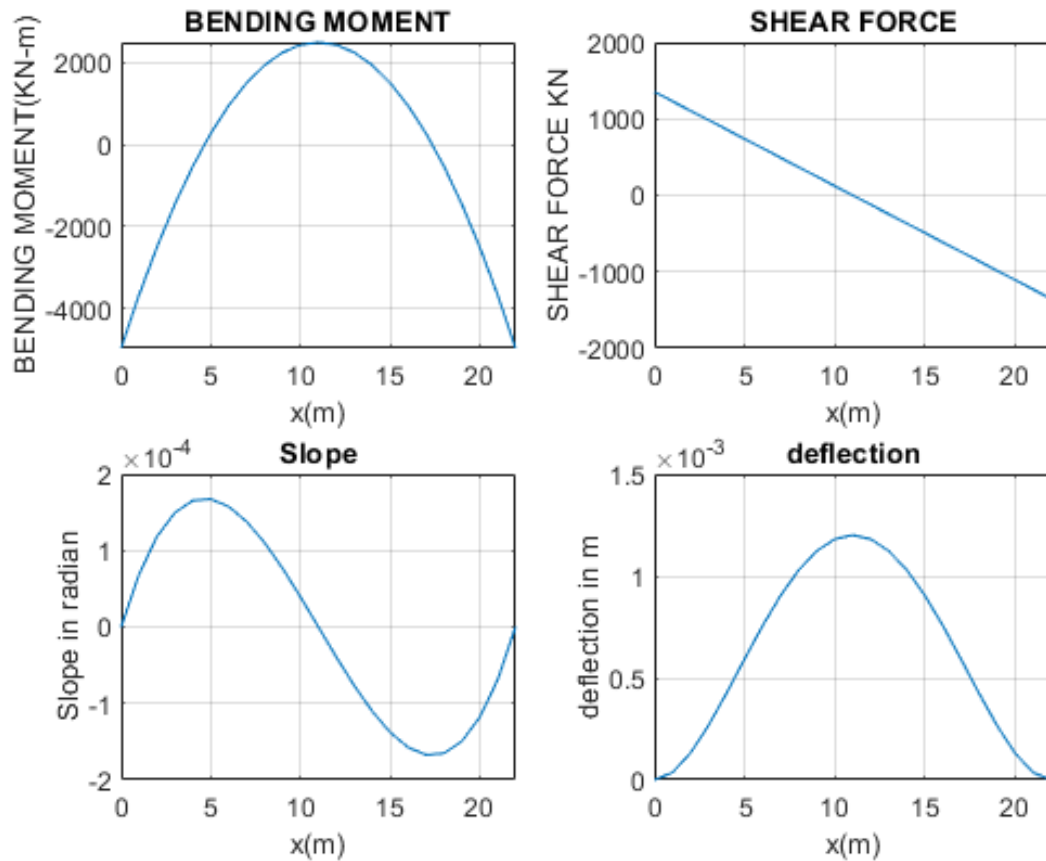 BENDING MOMENT
BENDING MOMENT(KN-m)
2000
0
-2000
-4000
0 5 10 15 20
x(m)
SHEAR FORCE
SHEAR FORCE KN
2000
1000
0
-1000
-2000
0 5 10 15 20
x(m)
Slope
×10⁻⁴
Slope in radian
2
1
0
-1
-2
0 5 10 15 20
x(m)
deflection
×10⁻³
deflection in m
1.5
1
0.5
0
0 5 10 15 20
x(m)